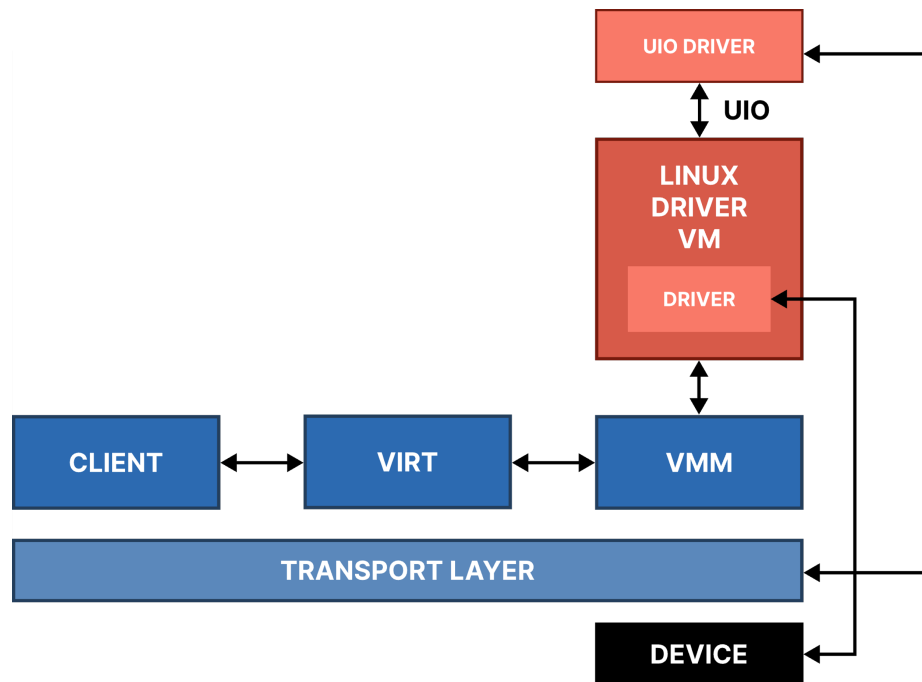 UIO DRIVER
UIO
LINUX
DRIVER
VM
DRIVER
CLIENT
VIRT
VMM
TRANSPORT LAYER
DEVICE